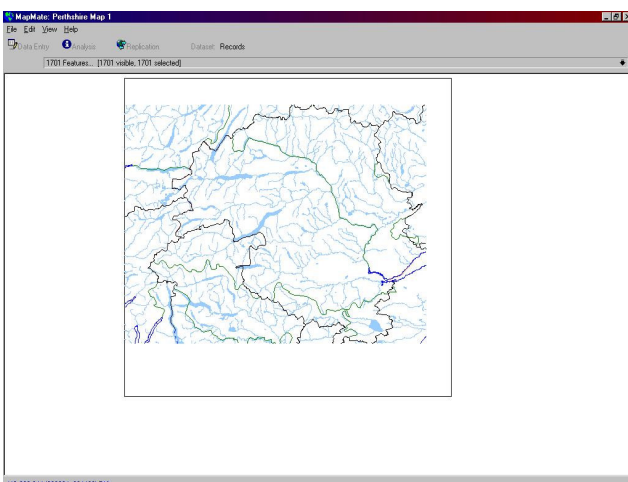 MapMate: Perthshire Map 1
File Edit View Help
Data Entry Analysis Replication Dataset: Records
1701 Features... [1701 visible, 1701 selected]